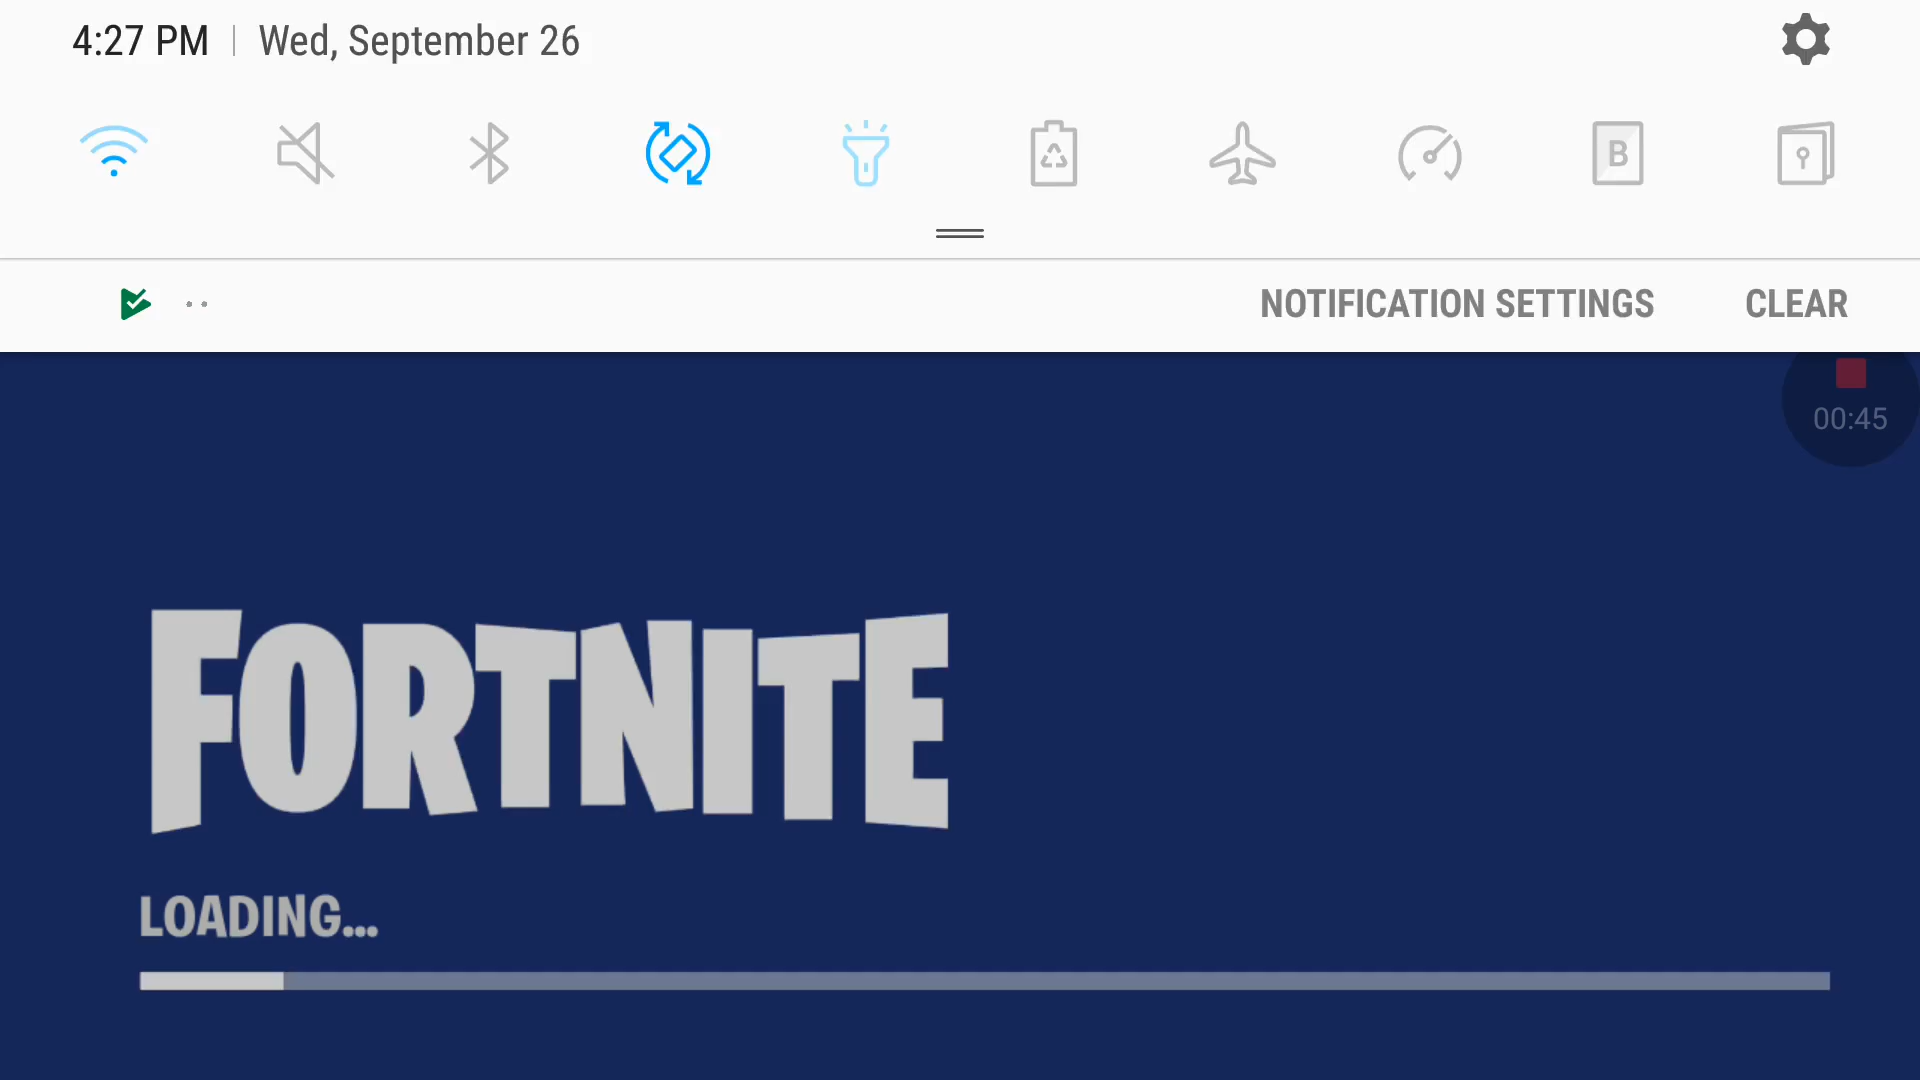 4:27 PM | Wed, September 26
B
NOTIFICATION SETTINGS CLEAR
00:45
FORTNITE
LOADING...